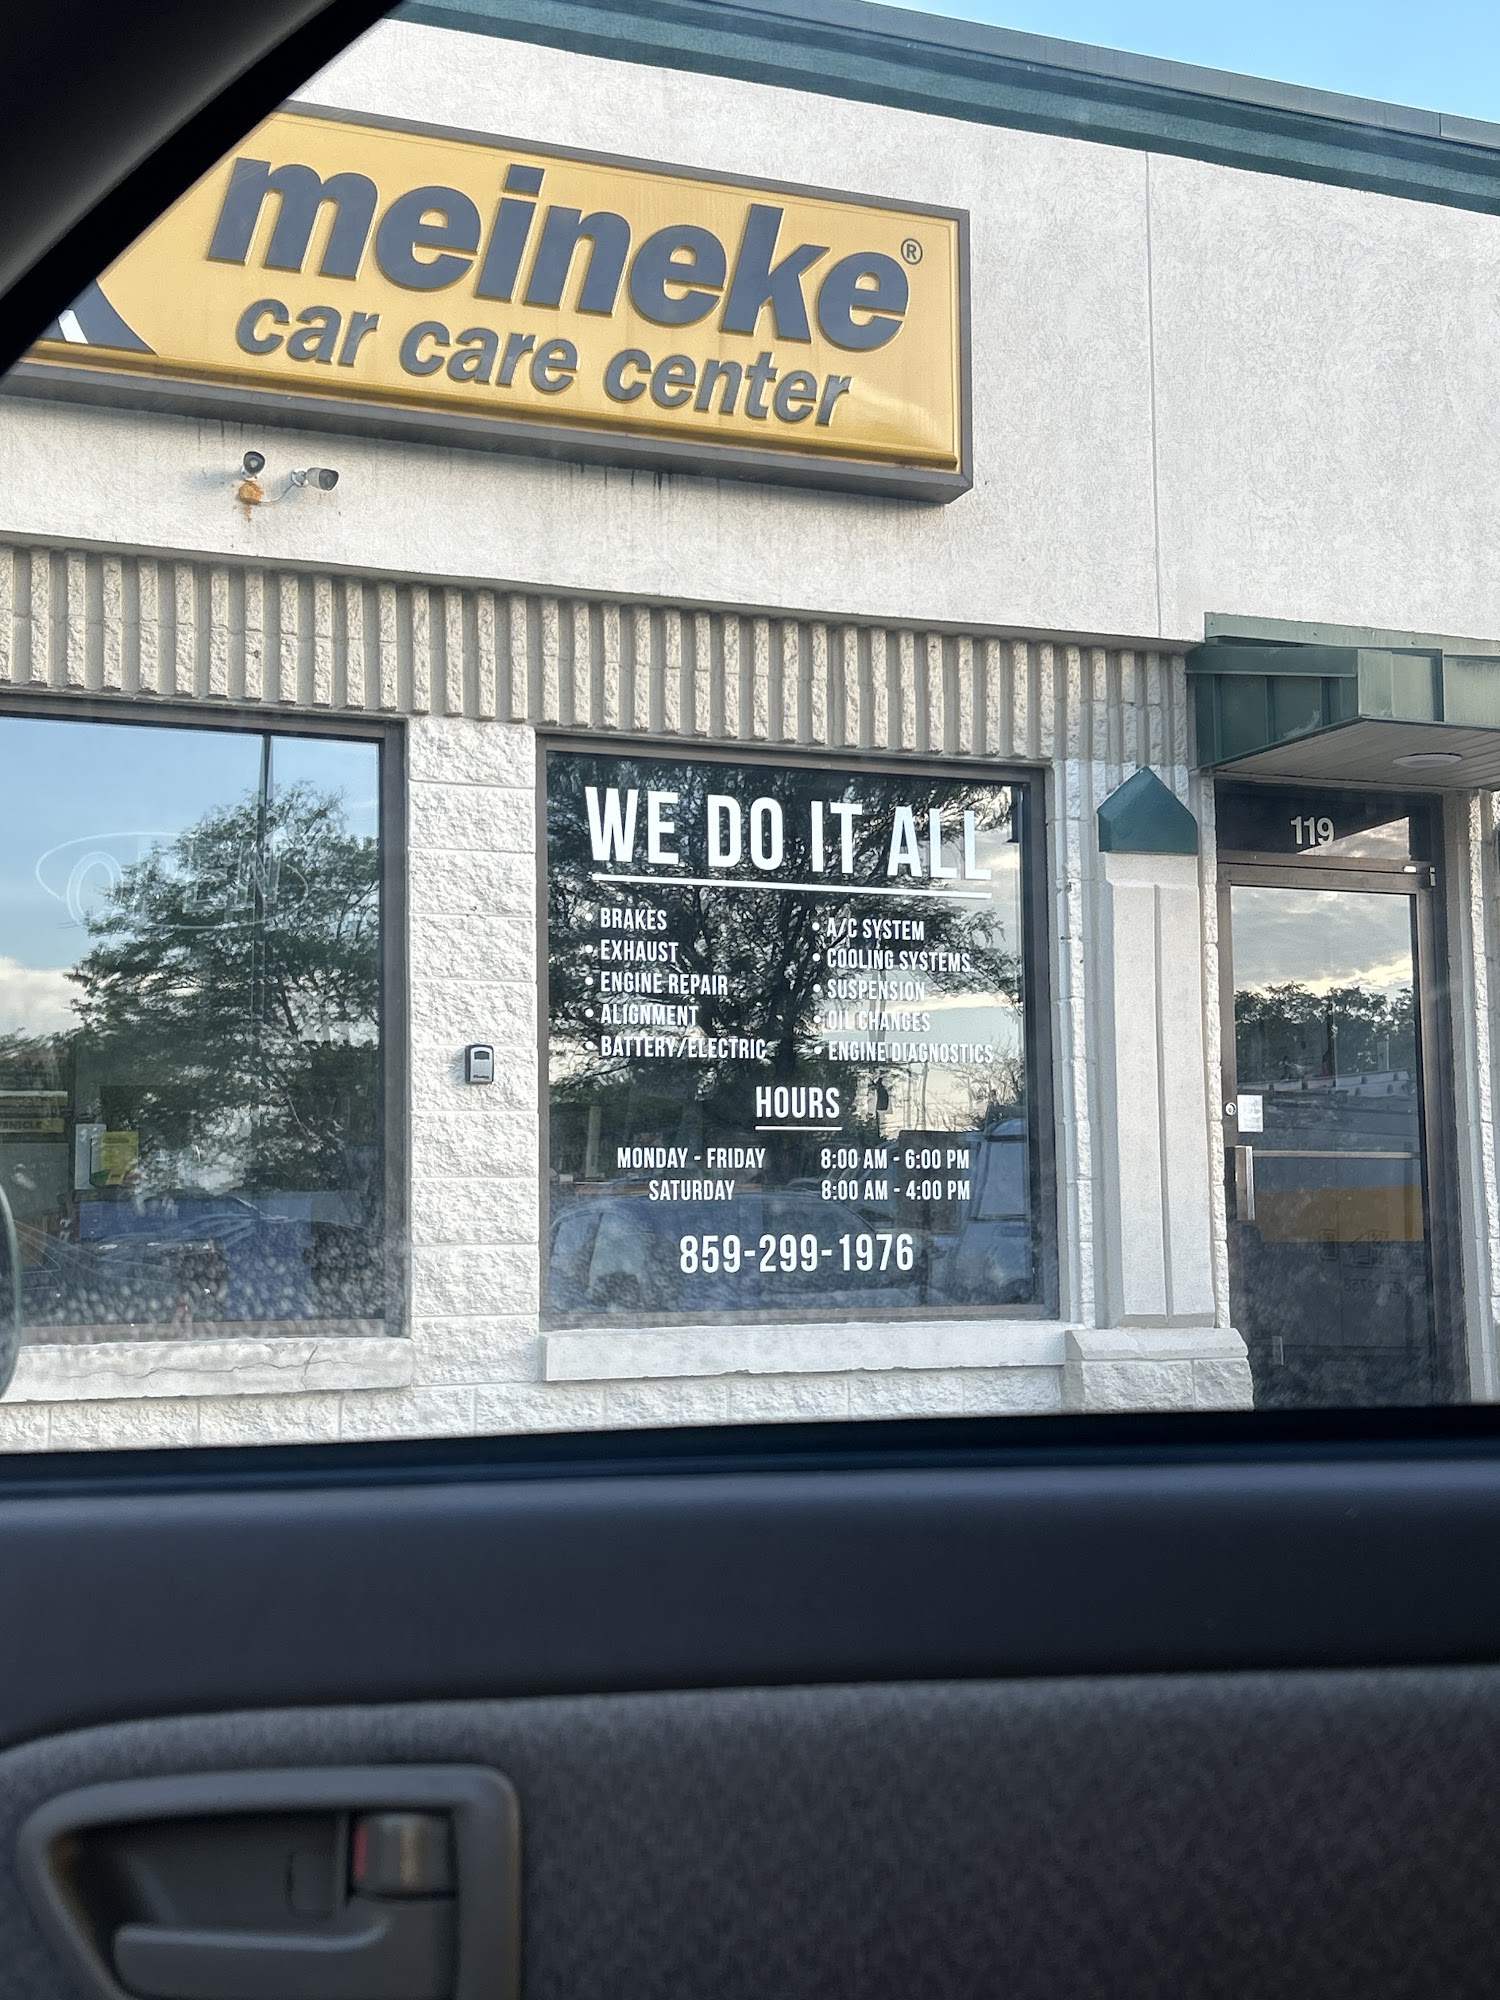 meineke®
car care center
119
OPEN
WE DO IT ALL
• BRAKES
• EXHAUST
• ENGINE REPAIR
• ALIGNMENT
• BATTERY/ELECTRIC
• A/C SYSTEM
• COOLING SYSTEMS
• SUSPENSION
• OIL CHANGES
• ENGINE DIAGNOSTICS
HOURS
MONDAY - FRIDAY 8:00 AM - 6:00 PM
SATURDAY 8:00 AM - 4:00 PM
859-299-1976